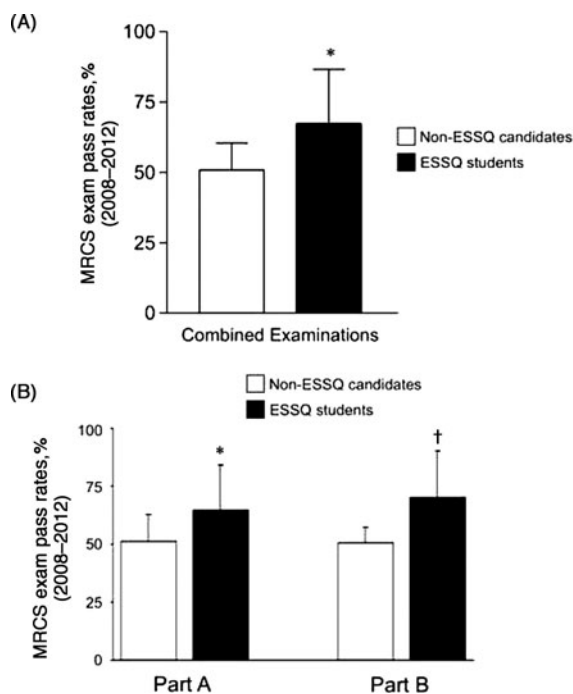 (A)
MRCS exam pass rates,%
(2008–2012)
100
75
50
25
0
*
Non-ESSQ candidates
ESSQ students
Combined Examinations
(B)
Non-ESSQ candidates
ESSQ students
MRCS exam pass rates,%
(2008–2012)
100
75
50
25
0
*
†
Part A
Part B